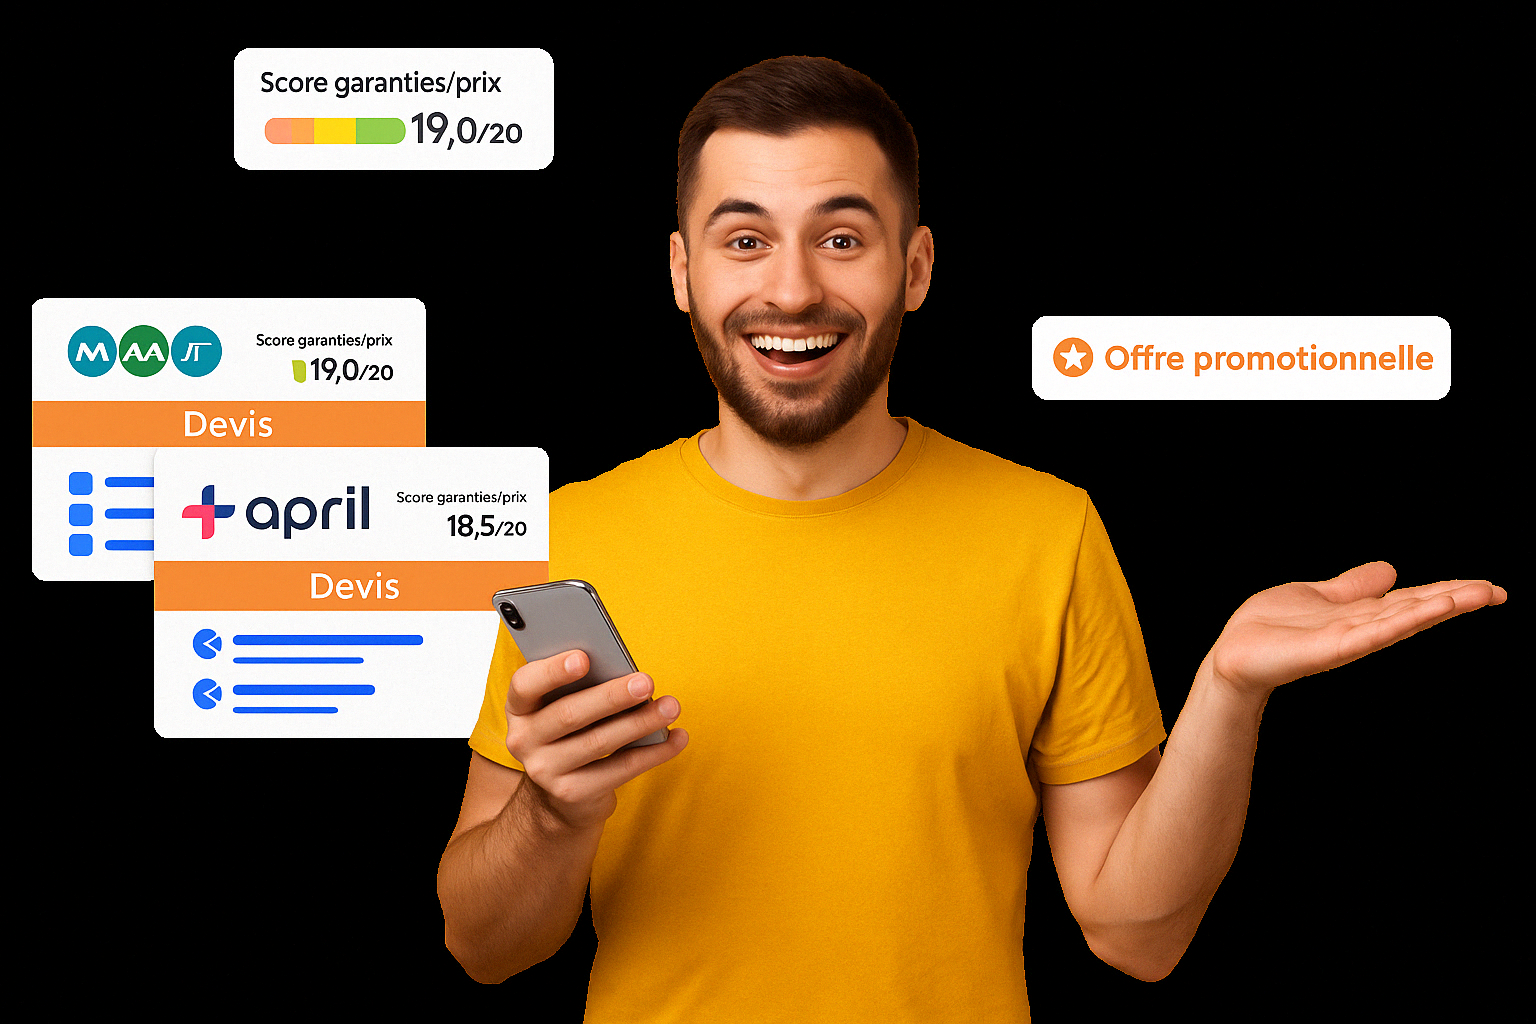 Score garanties/prix
19,0/20
MAA
Score garanties/prix
19,0/20
Devis
april
Score garanties/prix
18,5/20
Devis
Offre promotionnelle